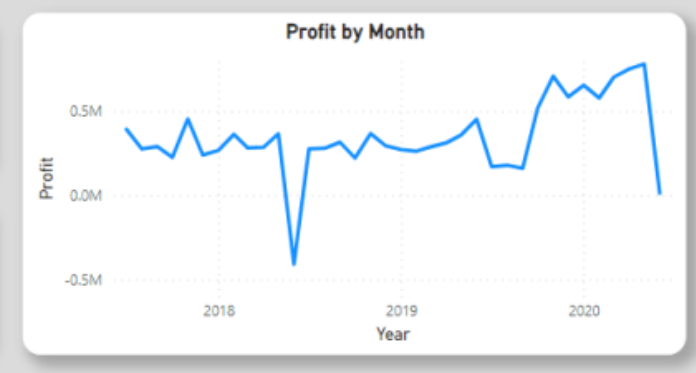 Profit by Month
Profit
0.5M
0.0M
-0.5M
2018 2019 2020
Year